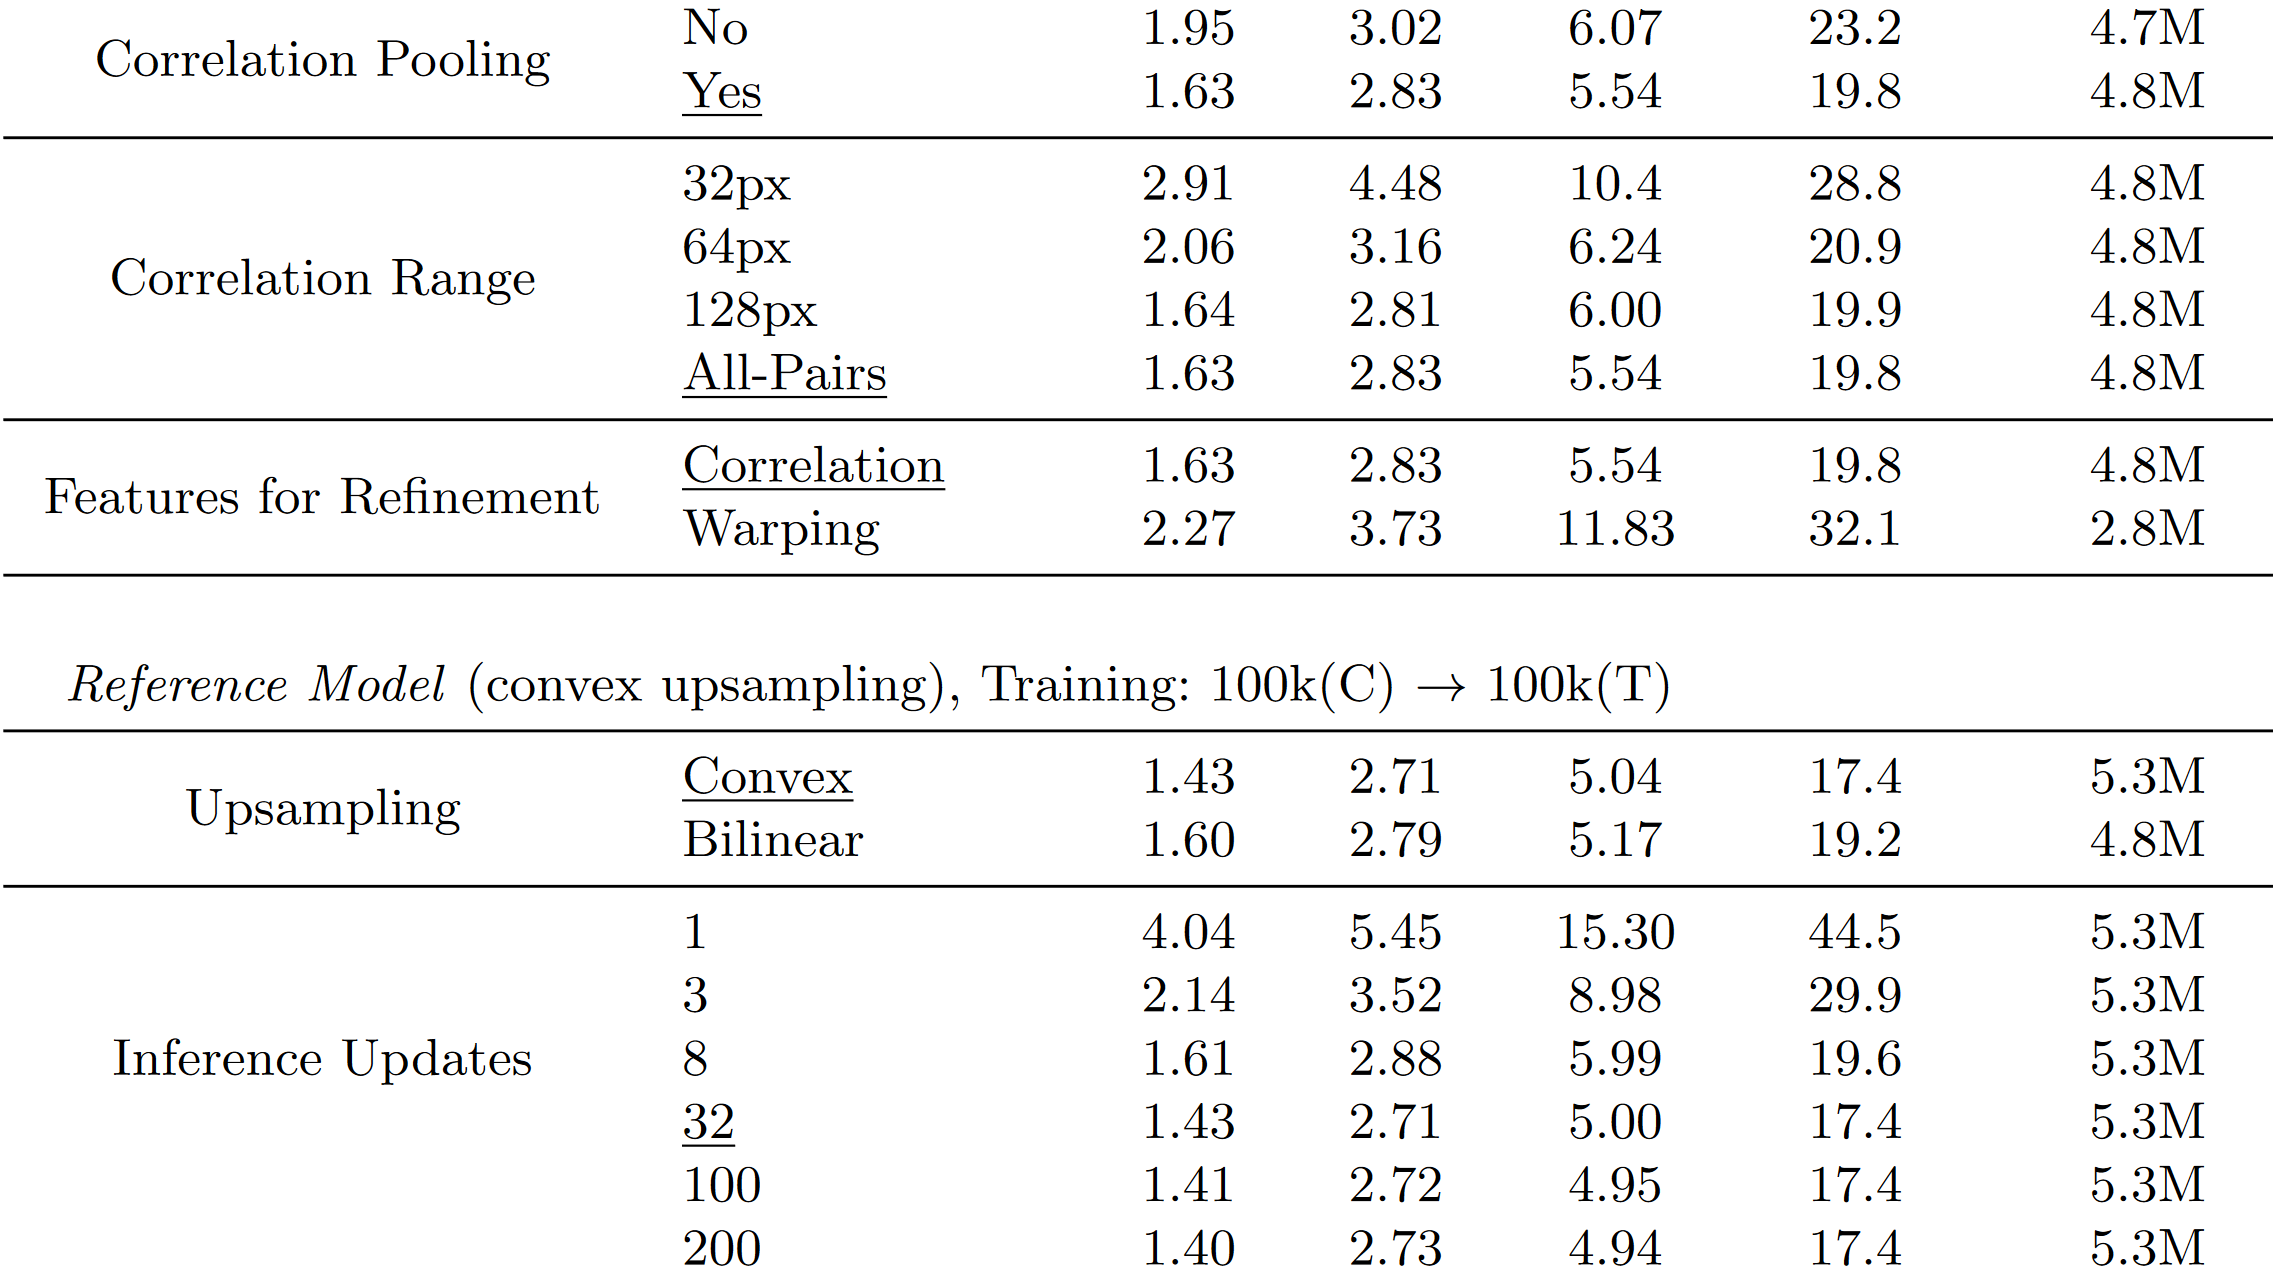 No 1.95 3.02 6.07 23.2 4.7M
Correlation Pooling
Yes 1.63 2.83 5.54 19.8 4.8M
32px 2.91 4.48 10.4 28.8 4.8M
64px 2.06 3.16 6.24 20.9 4.8M
Correlation Range
128px 1.64 2.81 6.00 19.9 4.8M
All-Pairs 1.63 2.83 5.54 19.8 4.8M
Correlation 1.63 2.83 5.54 19.8 4.8M
Features for Refinement
Warping 2.27 3.73 11.83 32.1 2.8M
Reference Model (convex upsampling), Training: 100k(C) → 100k(T)
Convex 1.43 2.71 5.04 17.4 5.3M
Upsampling
Bilinear 1.60 2.79 5.17 19.2 4.8M
1 4.04 5.45 15.30 44.5 5.3M
3 2.14 3.52 8.98 29.9 5.3M
Inference Updates 8 1.61 2.88 5.99 19.6 5.3M
32 1.43 2.71 5.00 17.4 5.3M
100 1.41 2.72 4.95 17.4 5.3M
200 1.40 2.73 4.94 17.4 5.3M